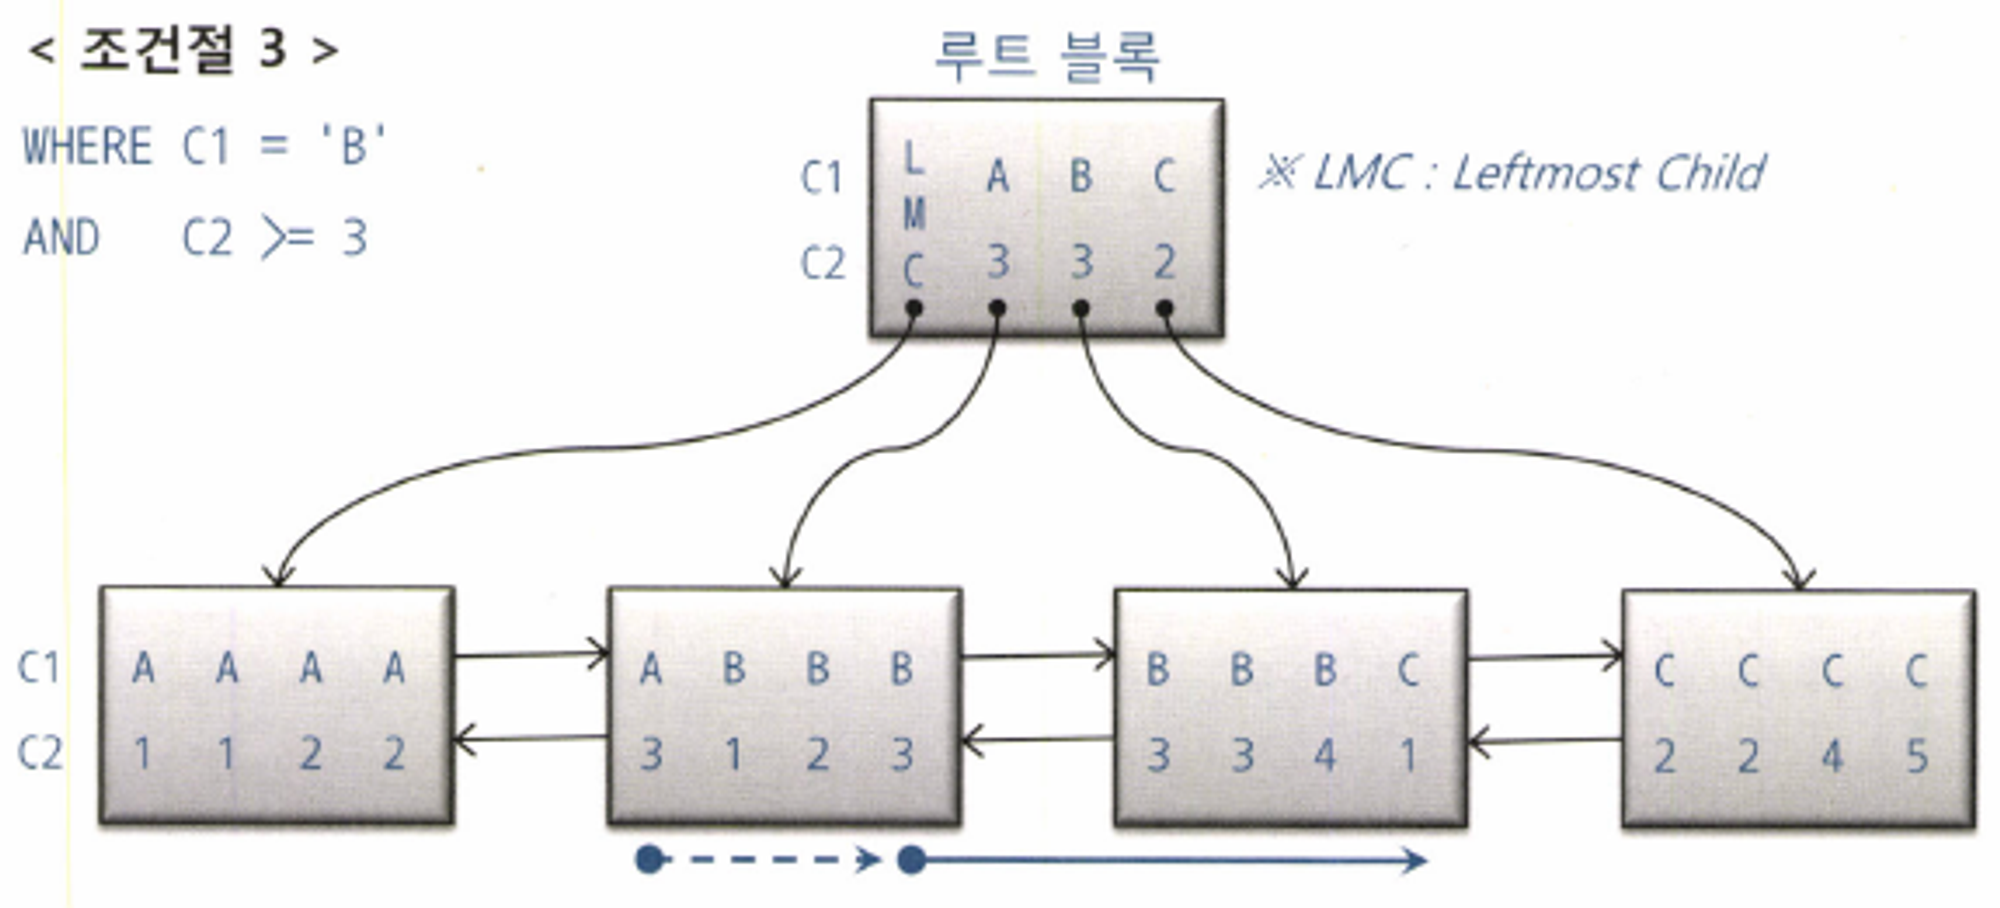 < 조건절 3 >
WHERE C1 = 'B'
AND C2 >= 3
루트 블록
C1 LMC A B C
C2 3 3 2
※ LMC : Leftmost Child
C1 A A A A A B B B B B B C C C C C
C2 1 1 2 2 3 1 2 3 3 3 4 1 2 2 4 5